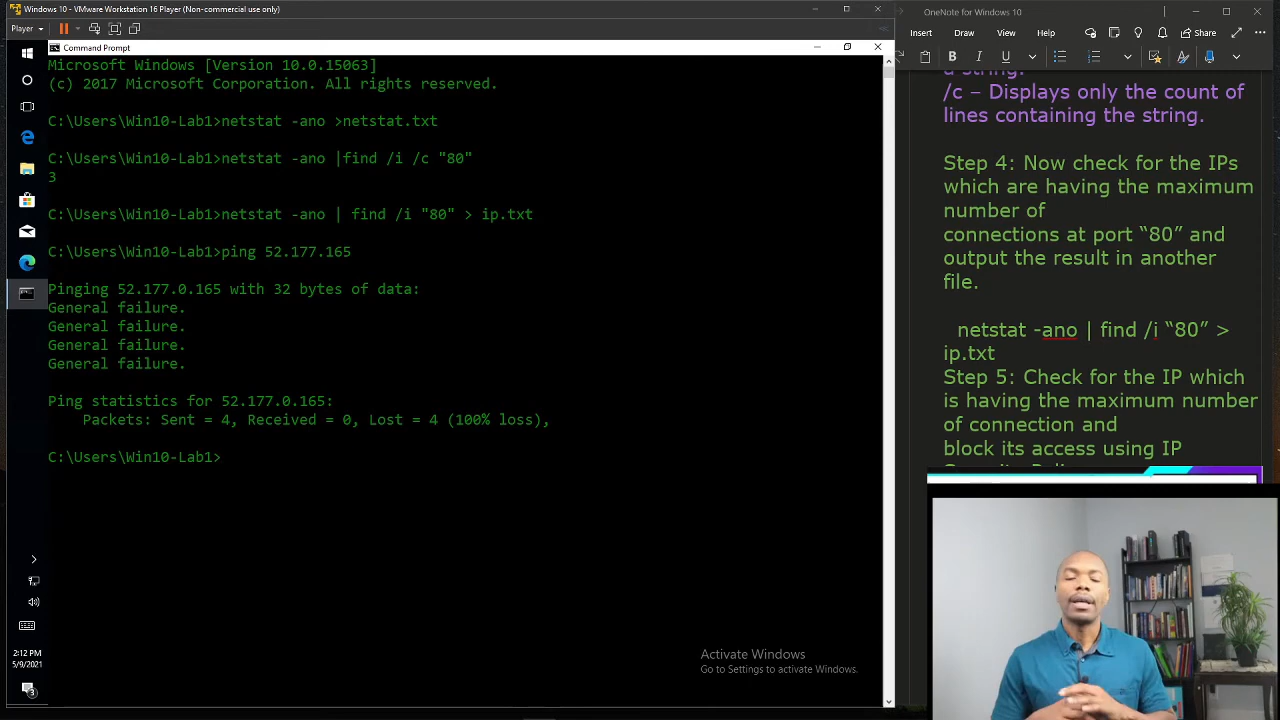 Windows 10 - VMware Workstation 16 Player (Non-commercial use only)
Player
Command Prompt
Microsoft Windows [Version 10.0.15063]
(c) 2017 Microsoft Corporation. All rights reserved.
C:\Users\Win10-Lab1>netstat -ano >netstat.txt
C:\Users\Win10-Lab1>netstat -ano |find /i /c "80"
3
C:\Users\Win10-Lab1>netstat -ano | find /i "80" > ip.txt
C:\Users\Win10-Lab1>ping 52.177.165
Pinging 52.177.0.165 with 32 bytes of data:
General failure.
General failure.
General failure.
General failure.
Ping statistics for 52.177.0.165:
Packets: Sent = 4, Received = 0, Lost = 4 (100% loss),
C:\Users\Win10-Lab1>
Activate Windows
Go to Settings to activate Windows.
2:12 PM
5/9/2021
3
OneNote for Windows 10
Insert Draw View Help Share
B I U
a string.
/c – Displays only the count of
lines containing the string.
Step 4: Now check for the IPs
which are having the maximum
number of
connections at port “80” and
output the result in another
file.
netstat -ano | find /i “80” >
ip.txt
Step 5: Check for the IP which
is having the maximum number
of connection and
block its access using IP